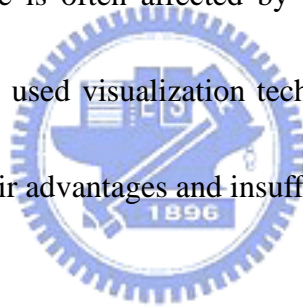 e is often affected by
used visualization tech
ir advantages and insuff
1896